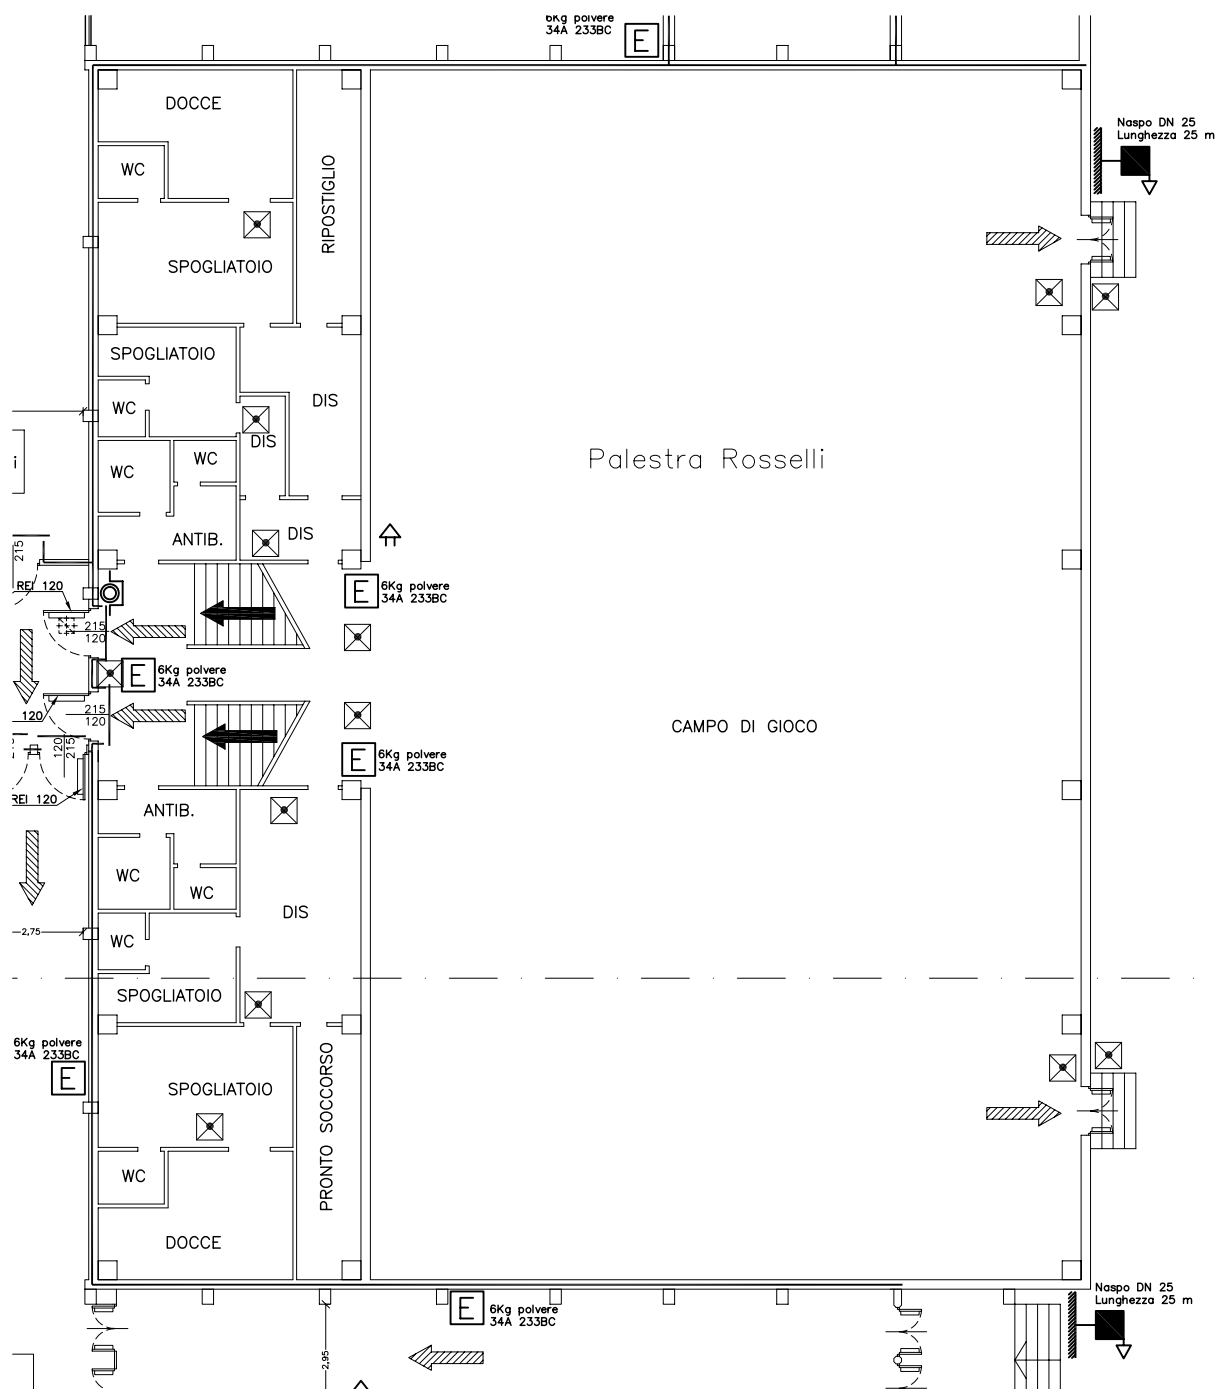 6Kg polvere
34A 233BC
E
DOCCE
Naspo DN 25
Lunghezza 25 m
WC
RIPOSTIGLIO
SPOGLIATOIO
SPOGLIATOIO
WC
DIS
DIS
Palestra Rosselli
i
WC
WC
ANTIB.
DIS
215
REI 120
E
6Kg polvere
34A 233BC
215
120
E
6Kg polvere
34A 233BC
215
120
120
CAMPO DI GIOCO
120
215
E
6Kg polvere
34A 233BC
REI 120
ANTIB.
WC
WC
DIS
2,75
WC
SPOGLIATOIO
6Kg polvere
34A 233BC
E
SPOGLIATOIO
PRONTO SOCCORSO
WC
DOCCE
E
6Kg polvere
34A 233BC
Naspo DN 25
Lunghezza 25 m
2,95